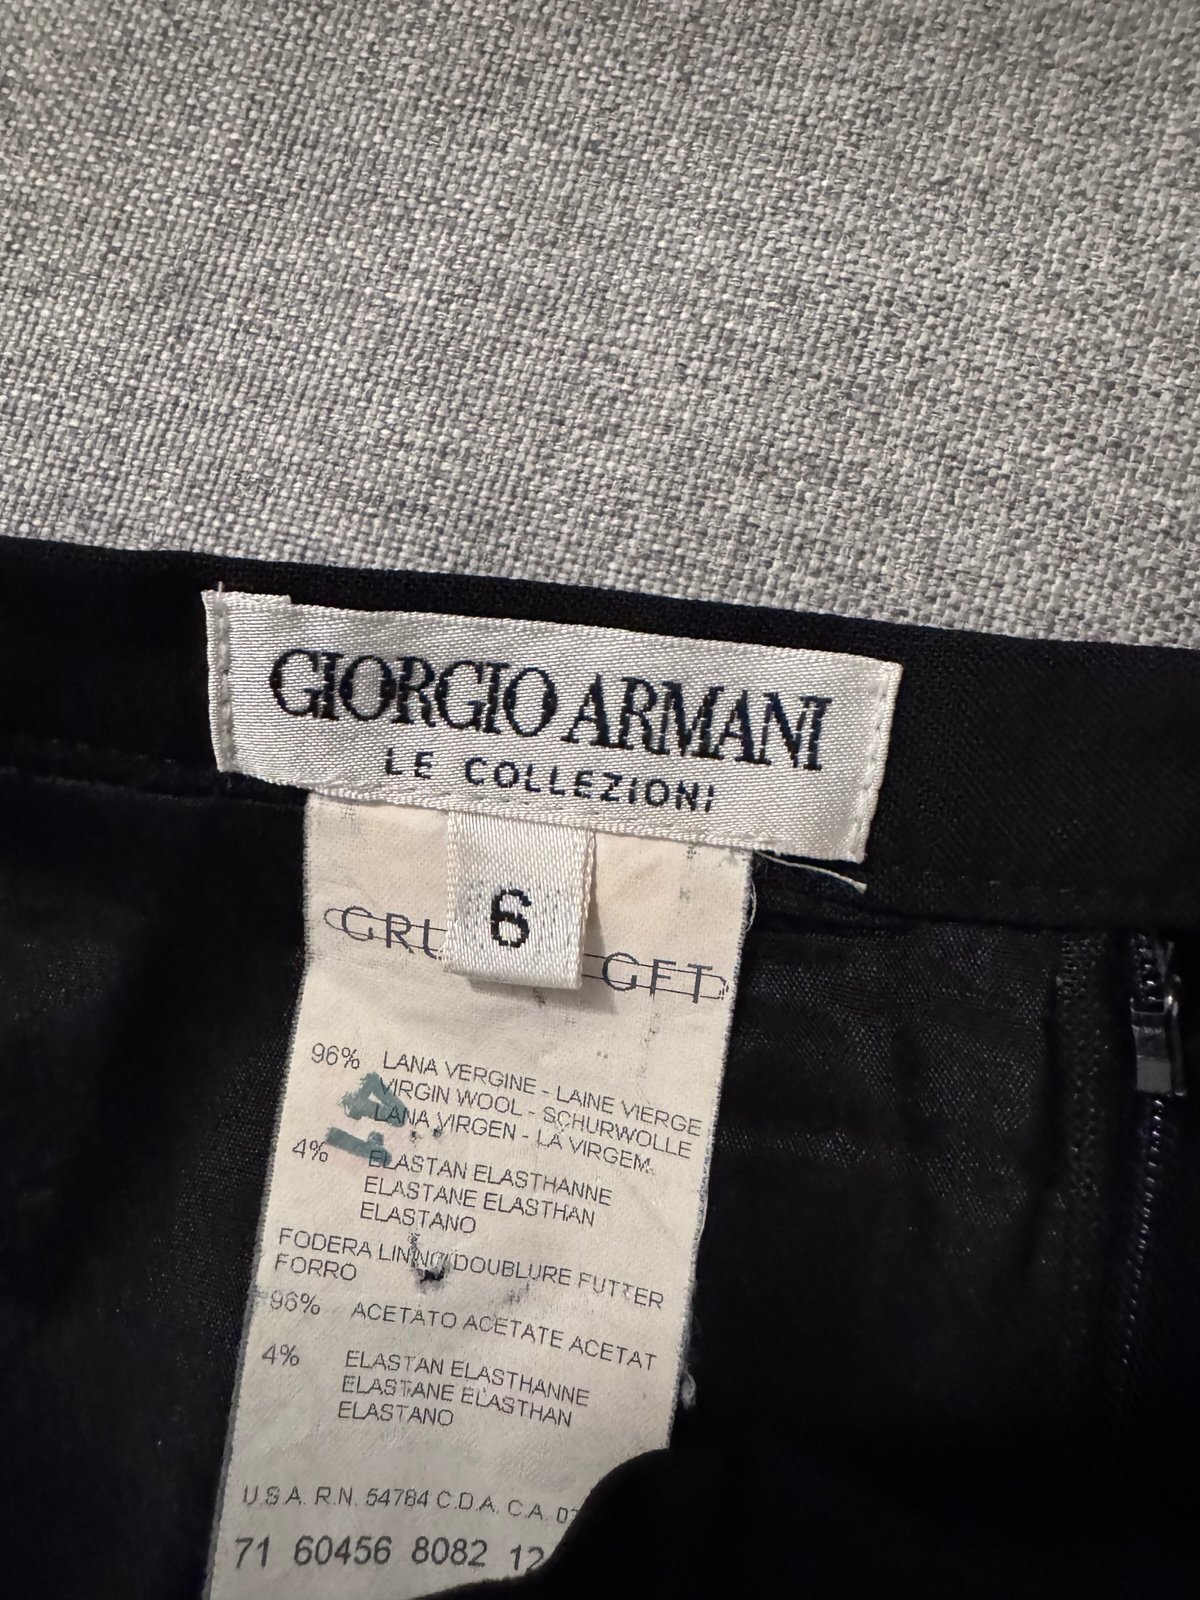 GIORGIO ARMANI
LE COLLEZIONI
6
GFT
96% LANA VERGINE - LAINE VIERGE
VIRGIN WOOL - SCHURWOLLE
LANA VIRGEN - LA VIRGEM
4% ELASTAN ELASTHANNE
ELASTANE ELASTHAN
ELASTANO
FODERA LINING DOUBLURE FUTTER
FORRO
96% ACETATO ACETATE ACETAT
4% ELASTAN ELASTHANNE
ELASTANE ELASTHAN
ELASTANO
U.S.A. R.N. 54784 C.D.A. C.A.
71 60456 8082